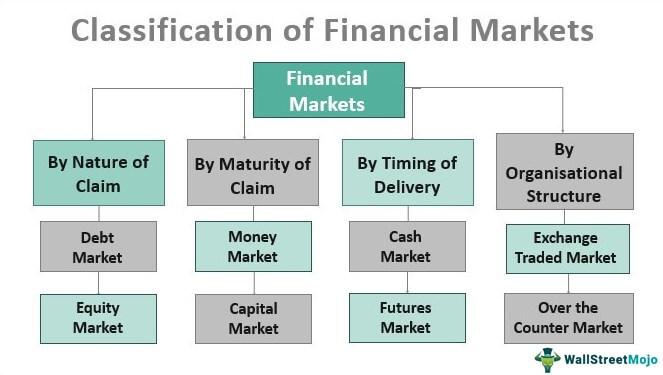 Classification of Financial Markets
Financial
Markets
By Nature of
Claim
By Maturity of
Claim
By Timing of
Delivery
By
Organisational
Structure
Debt
Market
Money
Market
Cash
Market
Exchange
Traded Market
Equity
Market
Capital
Market
Futures
Market
Over the
Counter Market
WallStreetMojo